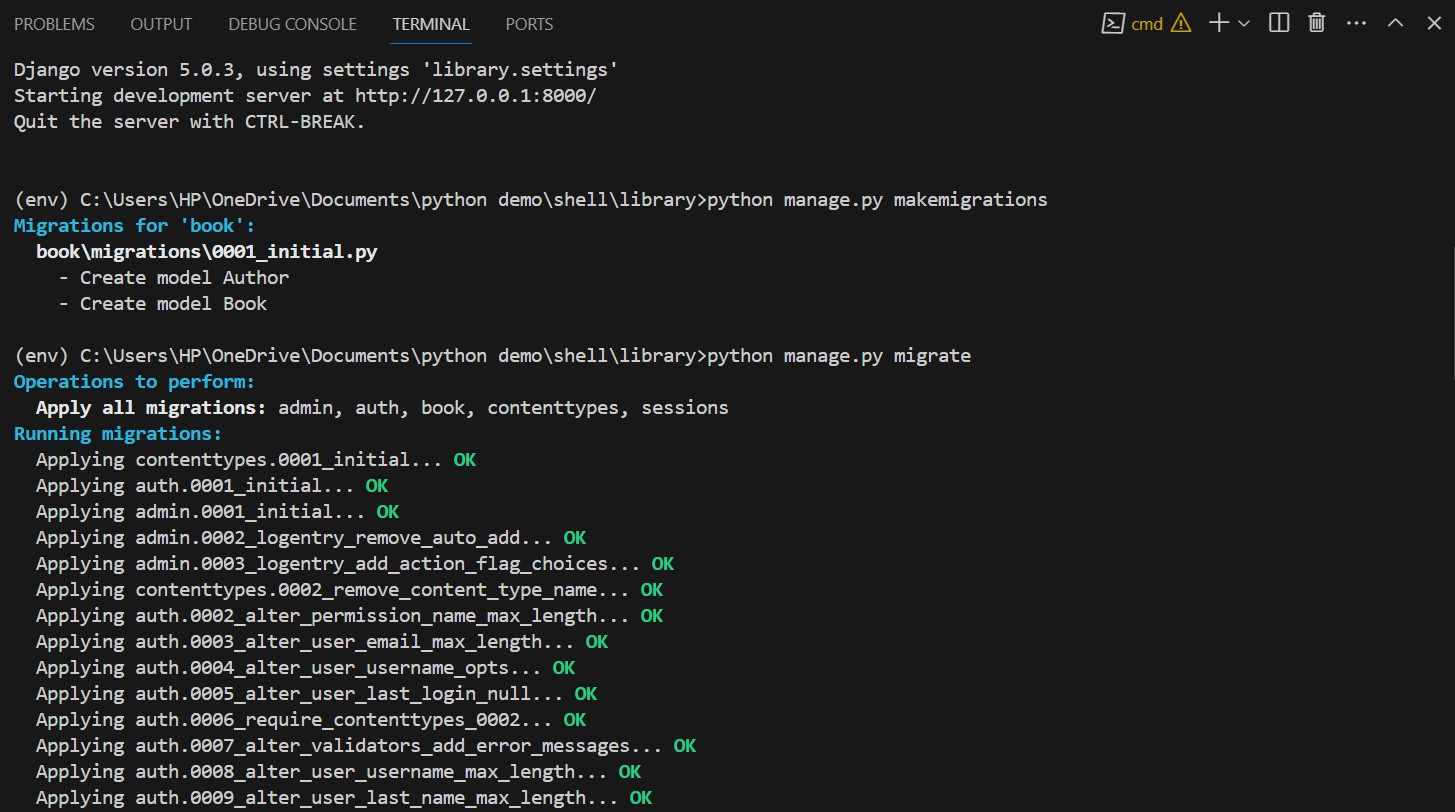 PROBLEMS OUTPUT DEBUG CONSOLE TERMINAL PORTS cmd
Django version 5.0.3, using settings 'library.settings'
Starting development server at http://127.0.0.1:8000/
Quit the server with CTRL-BREAK.
(env) C:\Users\HP\OneDrive\Documents\python demo\shell\library>python manage.py makemigrations
Migrations for 'book':
book\migrations\0001_initial.py
- Create model Author
- Create model Book
(env) C:\Users\HP\OneDrive\Documents\python demo\shell\library>python manage.py migrate
Operations to perform:
Apply all migrations: admin, auth, book, contenttypes, sessions
Running migrations:
Applying contenttypes.0001_initial... OK
Applying auth.0001_initial... OK
Applying admin.0001_initial... OK
Applying admin.0002_logentry_remove_auto_add... OK
Applying admin.0003_logentry_add_action_flag_choices... OK
Applying contenttypes.0002_remove_content_type_name... OK
Applying auth.0002_alter_permission_name_max_length... OK
Applying auth.0003_alter_user_email_max_length... OK
Applying auth.0004_alter_user_username_opts... OK
Applying auth.0005_alter_user_last_login_null... OK
Applying auth.0006_require_contenttypes_0002... OK
Applying auth.0007_alter_validators_add_error_messages... OK
Applying auth.0008_alter_user_username_max_length... OK
Applying auth.0009_alter_user_last_name_max_length... OK